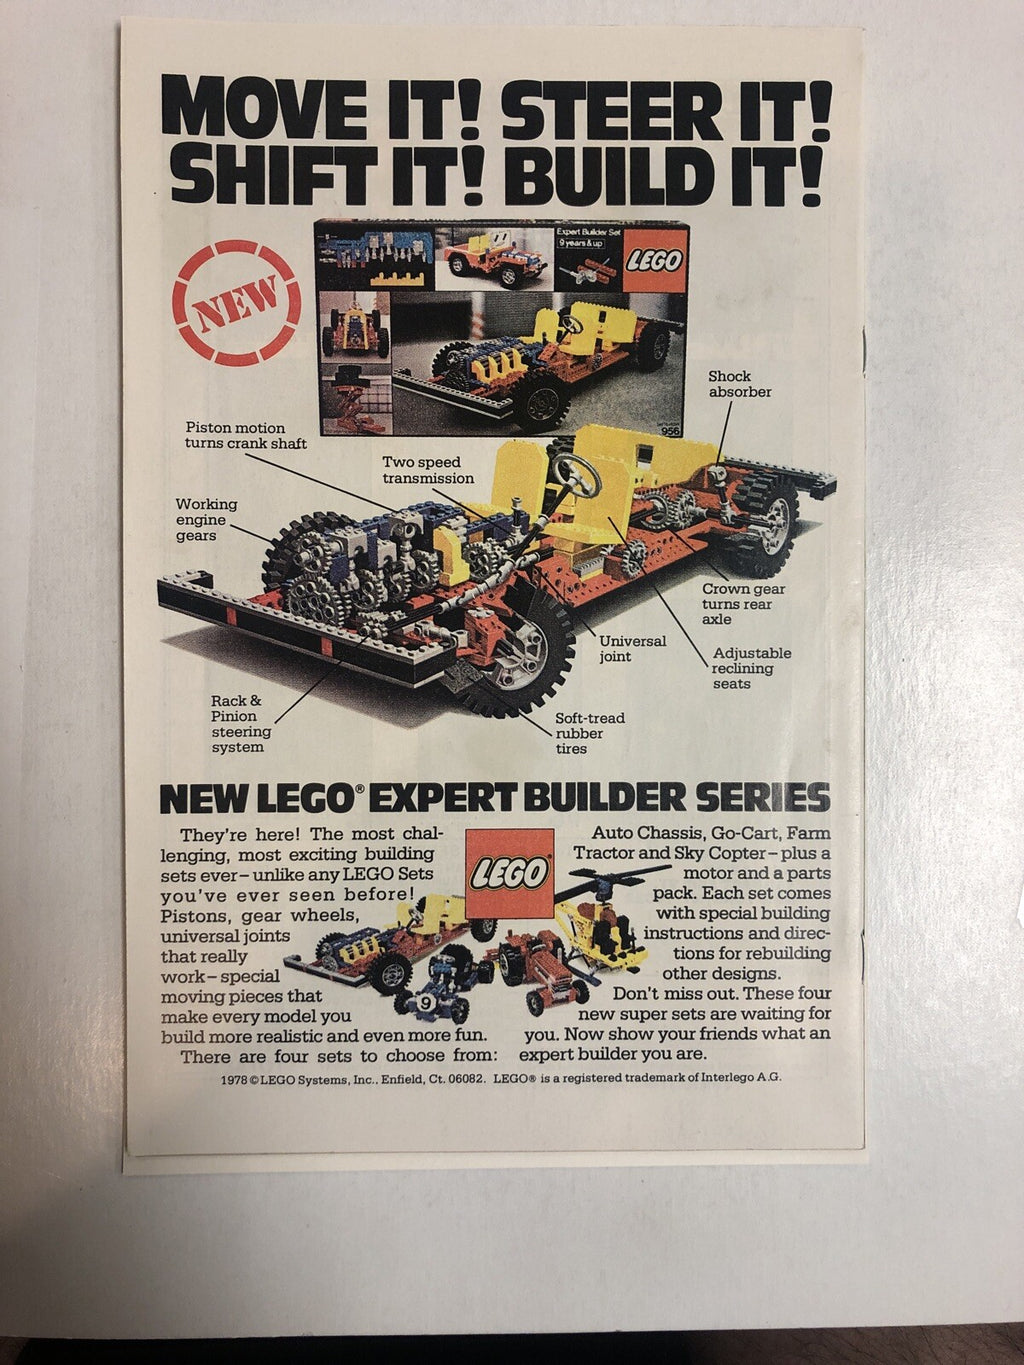 MOVE IT! STEER IT!
SHIFT IT! BUILD IT!
NEW
Expert Builder Set
9 years & up
LEGO
956
Shock
absorber
Piston motion
turns crank shaft
Two speed
transmission
Working
engine
gears
Crown gear
turns rear
axle
Universal
joint
Adjustable
reclining
seats
Rack &
Pinion
steering
system
Soft-tread
rubber
tires
NEW LEGO® EXPERT BUILDER SERIES
They're here! The most chal-
lenging, most exciting building
sets ever – unlike any LEGO Sets
you've ever seen before!
Pistons, gear wheels,
universal joints
that really
work – special
moving pieces that
make every model you
build more realistic and even more fun.
There are four sets to choose from:
LEGO®
9
Auto Chassis, Go-Cart, Farm
Tractor and Sky Copter – plus a
motor and a parts
pack. Each set comes
with special building
instructions and direc-
tions for rebuilding
other designs.
Don't miss out. These four
new super sets are waiting for
you. Now show your friends what an
expert builder you are.
1978 © LEGO Systems, Inc., Enfield, Ct. 06082. LEGO® is a registered trademark of Interlego A.G.